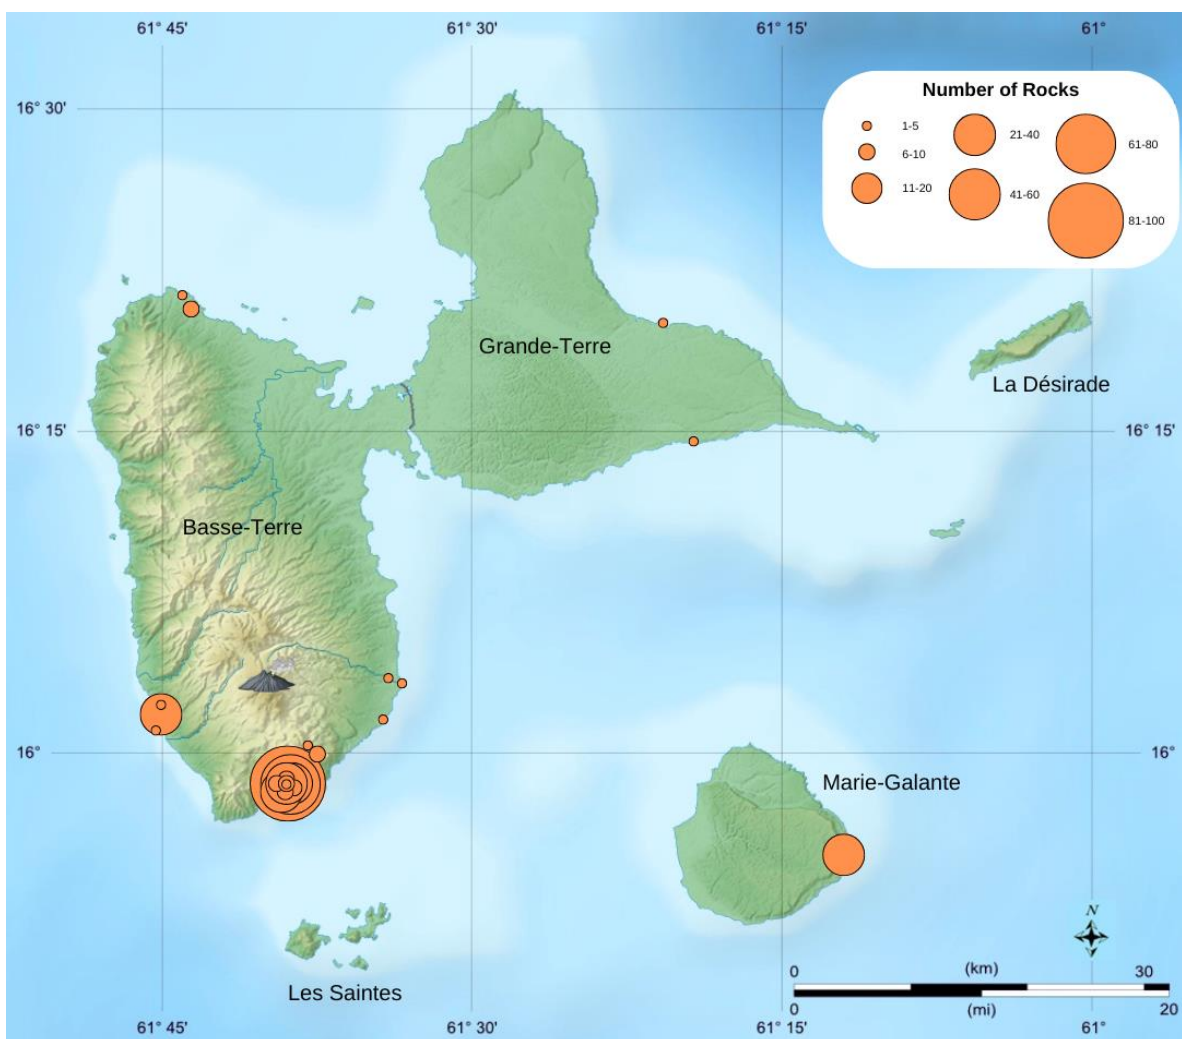 61° 45'
61° 30'
61° 15'
61°
16° 30'
Number of Rocks
1-5
6-10
11-20
21-40
41-60
61-80
81-100
Grande-Terre
La Désirade
16° 15'
16° 15'
Basse-Terre
16°
16°
Marie-Galante
Les Saintes
N
0
(km)
30
0
(mi)
20
61° 45'
61° 30'
61° 15'
61°